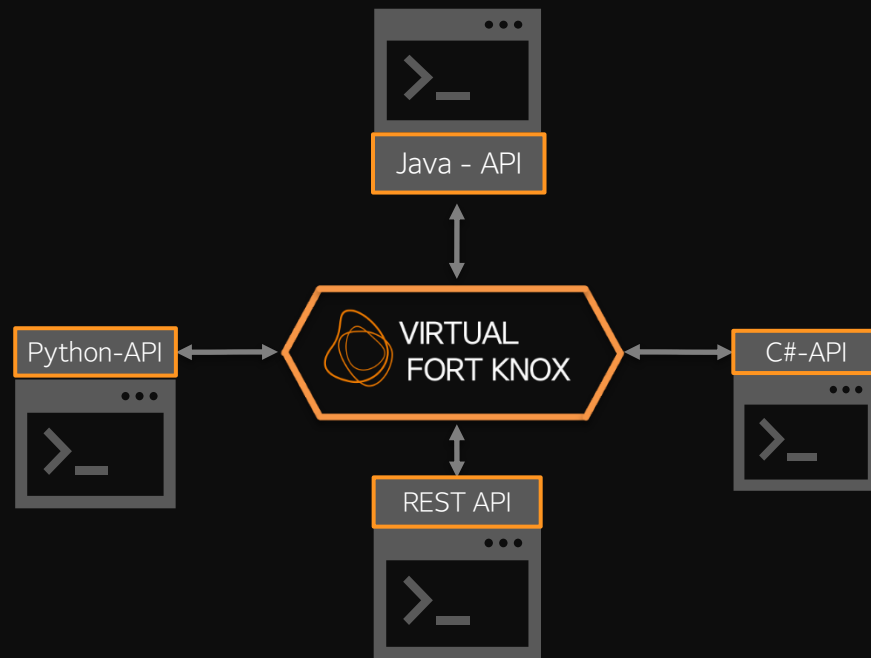 Java - API
VIRTUAL
FORT KNOX
Python-API
C#-API
REST API